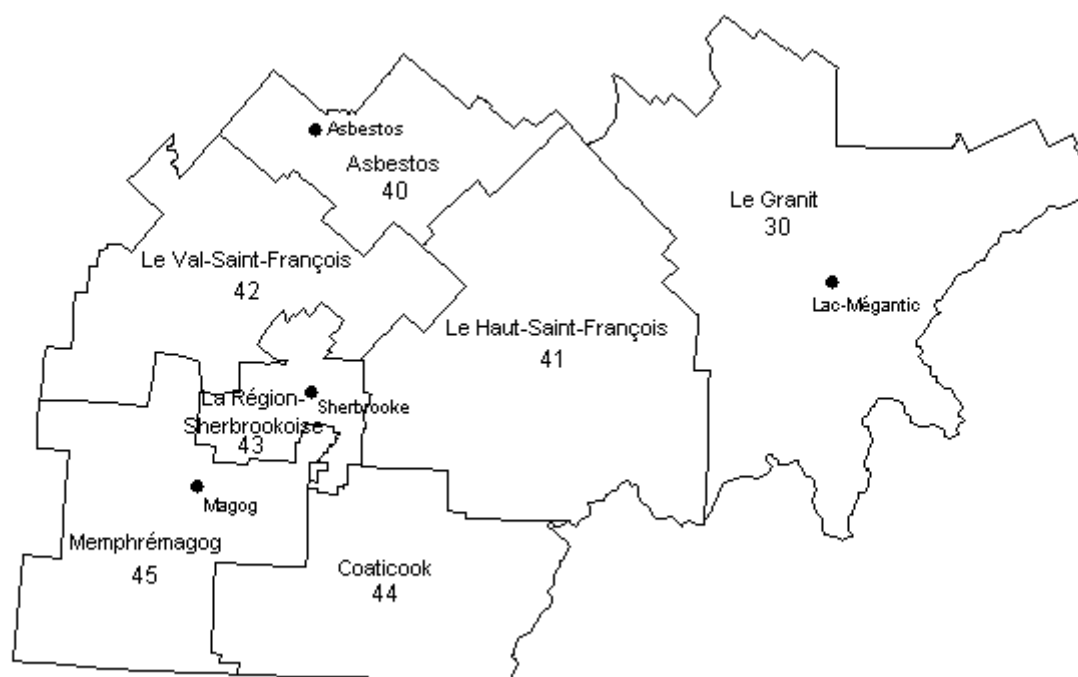 Asbestos
Asbestos
40
Le Granit
30
Le Val-Saint-François
42
Lac-Mégantic
Le Haut-Saint-François
41
La Région-
Sherbrookoise
43
Sherbrooke
Magog
Memphrémagog
45
Coaticook
44